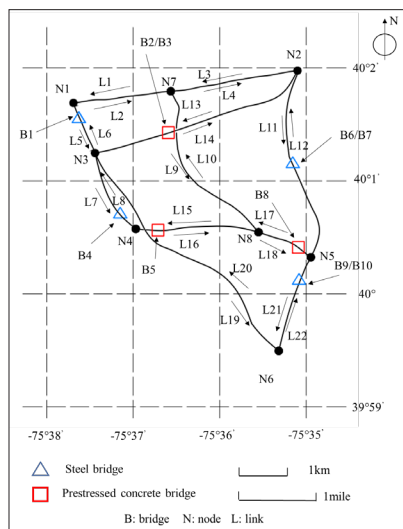 N
B2/B3
N2
40°2'
N1
L1
N7
L3
L2
L4
L13
B1
L5
L6
L14
L11
L12
B6/B7
N3
L9
L10
40°1'
L7
L8
B8
L15
L17
B4
N4
L16
N8
L18
N5
B5
B9/B10
L20
40°
L19
L21
L22
N6
39°59'
-75°38' -75°37' -75°36' -75°35'
Steel bridge
1km
Prestressed concrete bridge
1mile
B: bridge N: node L: link